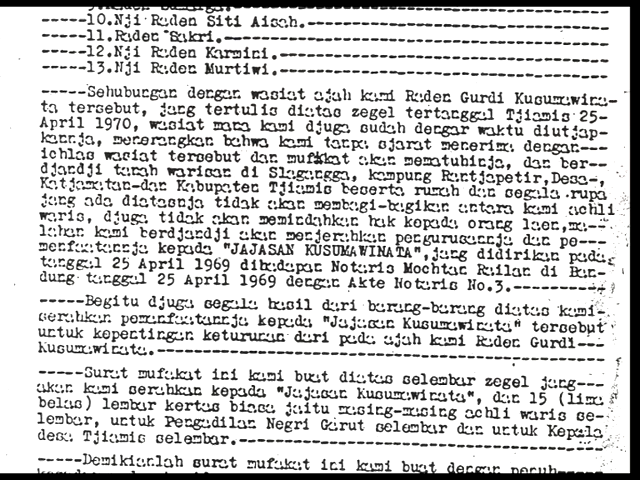 -----10.Nji Raden Siti Aisah.-----
-----11.Raden Sakri.-----
-----12.Nji Raden Karmini.-----
-----13.Nji Raden Murtiwi.-----
-----Sehubungan dengan wasiat ajah kami Raden Gurdi Kusumawina-
ta tersebut, jang tertulis diatas zegel tertanggal Tjiamis 25-
April 1970, wasiat mana kami djuga sudah dengar waktu diutjap-
kannja, menerangkan bahwa kami tanpa sjarat menerima dengan---
ichlas wasiat tersebut dan mufakat akan mematuhinja, dan ber--
djandji tanah warisan di Slagangga, kampung Rantjapetir,Desa-,
Katjamatan-dan Kabupaten Tjiamis beserta rumah dan segala rupa
jang ada diatasnja tidak akan membagi-bagikan antara kami achli
waris, djuga tidak akan memindahkan hak kepada orang laen,ma--
lahan kami berdjandji akan menjerahkan pengurusannja dan pe---
menfaatannja kepada "JAJASAN KUSUMAWINATA",jang didirikan pada
tanggal 25 April 1969 dihadapan Notaris Mochtar Railan di Ban-
dung tanggal 25 April 1969 dengan Akte Notaris No.3.-----
-----Begitu djuga segala hasil dari barang-barang diatas kami-
serahkan pemanfaatannja kepada "Jajasan Kusumawinata" tersebut
untuk kepentingan keturunan dari pada ajah kami Raden Gurdi---
Kusumawinata.-----
-----Surat mufakat ini kami buat diatas selembar zegel jang---
akan kami serahkan kepada "Jajasan Kusumawinata", dan 15 (lima
belas) lembar kertas biasa jaitu masing-masing achli waris se-
lembar, untuk Pengadilan Negri Garut selembar dan untuk Kepala
desa Tjiamis selembar.-----
-----Demikianlah surat mufakat ini kami buat dengan penuh-----